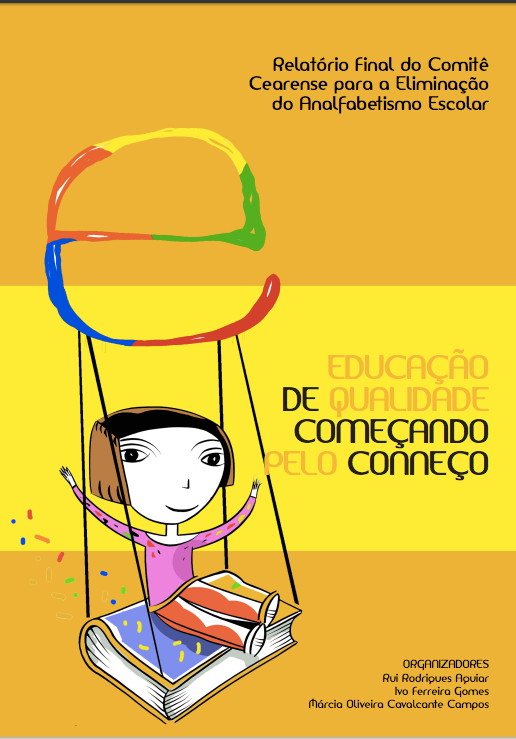 Relatório Final do Comitê
Cearense para a Eliminação
do Analfabetismo Escolar
EDUCAÇÃO
DE QUALIDADE
COMEÇANDO
PELO COMEÇO
ORGANIZADORES
Rui Rodrigues Aguiar
Ivo Ferreira Gomes
Márcia Oliveira Cavalcante Campos